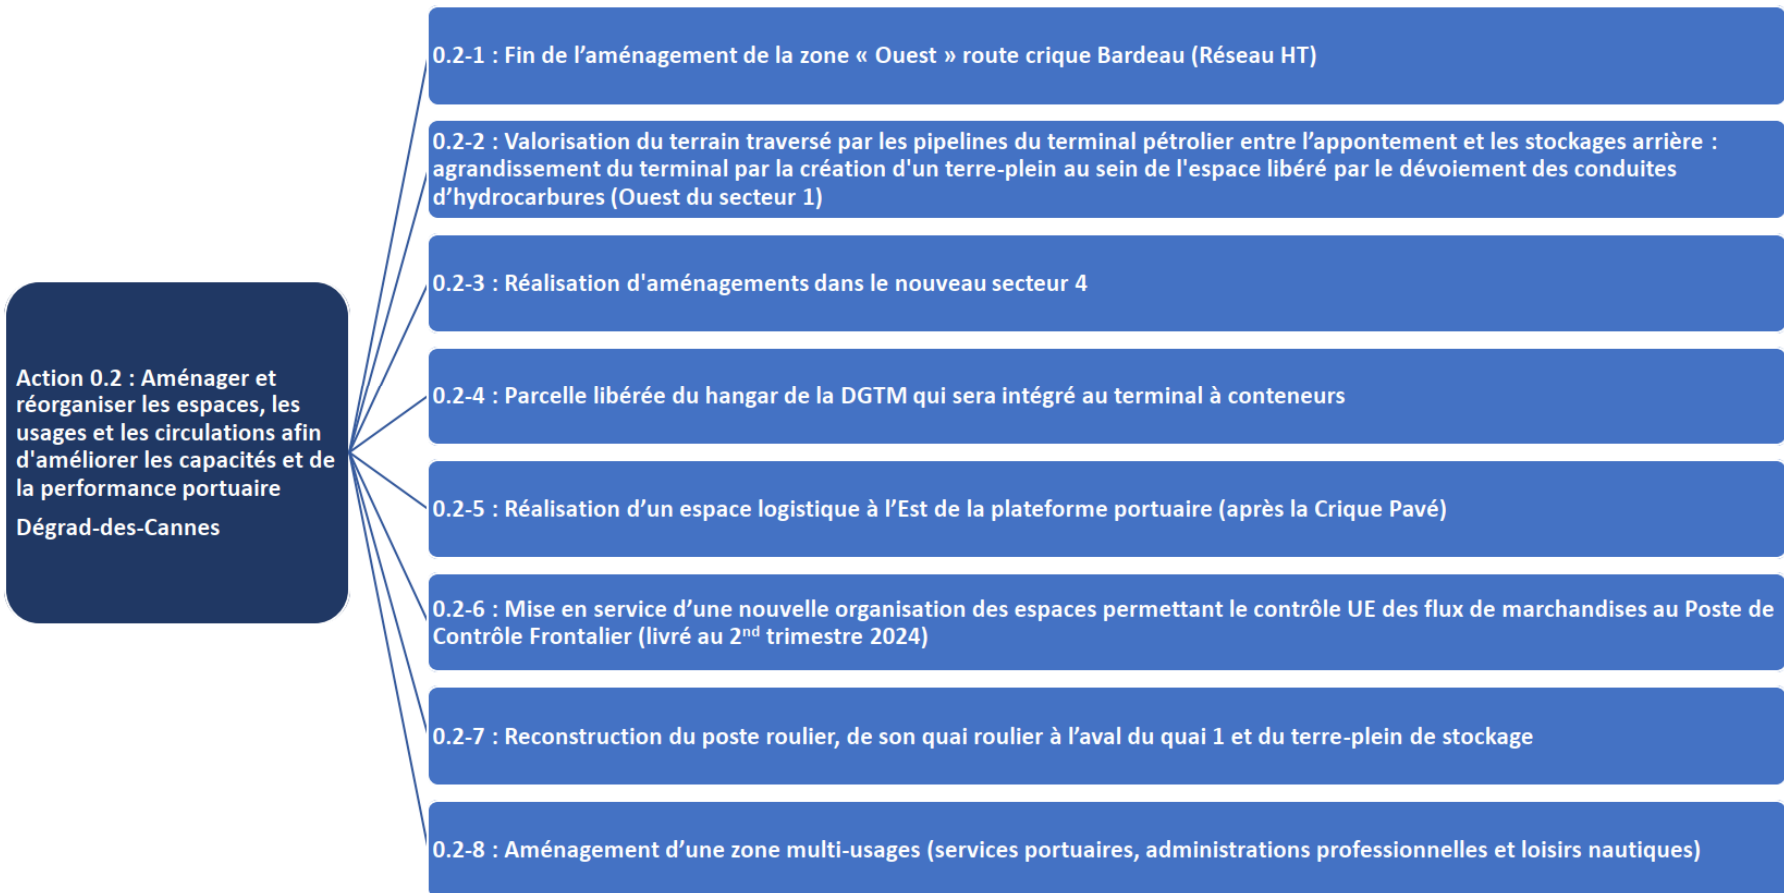 Action 0.2 : Aménager et
réorganiser les espaces, les
usages et les circulations afin
d'améliorer les capacités et de
la performance portuaire
Dégrad-des-Cannes
0.2-1 : Fin de l’aménagement de la zone « Ouest » route crique Bardeau (Réseau HT)
0.2-2 : Valorisation du terrain traversé par les pipelines du terminal pétrolier entre l’appontement et les stockages arrière :
agrandissement du terminal par la création d'un terre-plein au sein de l'espace libéré par le dévoiement des conduites
d’hydrocarbures (Ouest du secteur 1)
0.2-3 : Réalisation d'aménagements dans le nouveau secteur 4
0.2-4 : Parcelle libérée du hangar de la DGTM qui sera intégré au terminal à conteneurs
0.2-5 : Réalisation d’un espace logistique à l’Est de la plateforme portuaire (après la Crique Pavé)
0.2-6 : Mise en service d’une nouvelle organisation des espaces permettant le contrôle UE des flux de marchandises au Poste de
Contrôle Frontalier (livré au 2nd trimestre 2024)
0.2-7 : Reconstruction du poste roulier, de son quai roulier à l’aval du quai 1 et du terre-plein de stockage
0.2-8 : Aménagement d’une zone multi-usages (services portuaires, administrations professionnelles et loisirs nautiques)